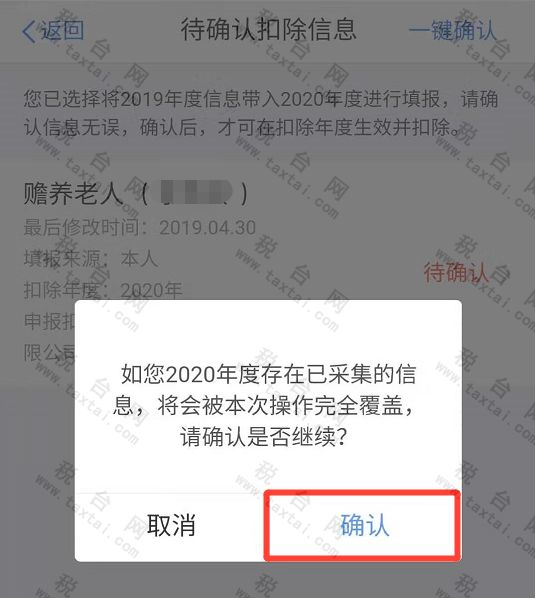 返回
待确认扣除信息
一键确认
您已选择将2019年度信息带入2020年度进行填报，请确
认信息无误，确认后，才可在扣除年度生效并扣除。
赡养老人（
）
最后修改时间：2019.04.30
填报来源：本人
待确认
扣除年度：2020年
申报扣
限公司
如您2020年度存在已采集的信
息，将会被本次操作完全覆盖，
请确认是否继续？
取消
确认
税台网
www.taxtai.com